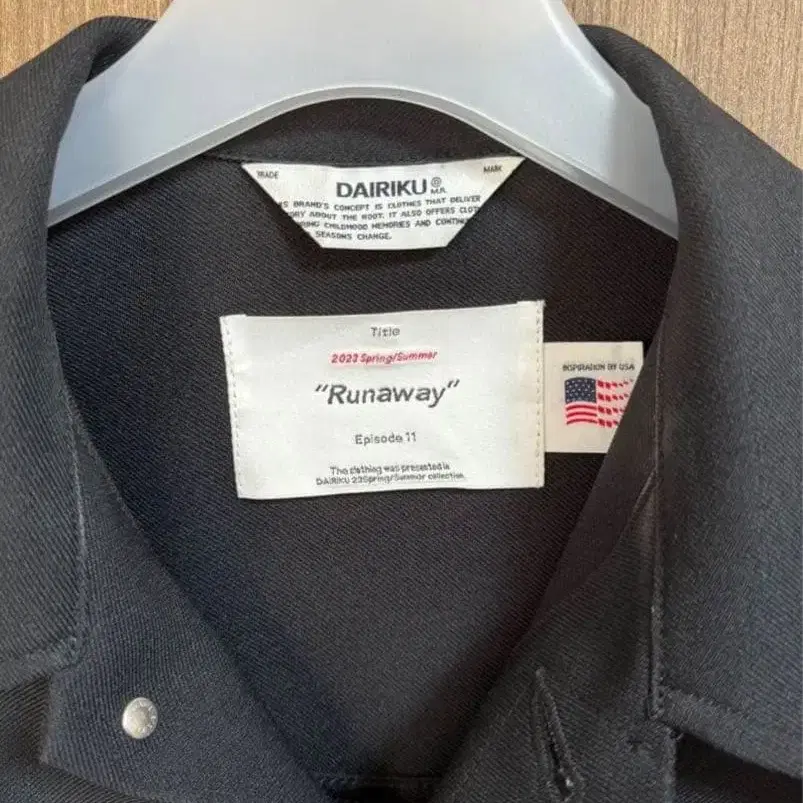 TRADE MARK
DAIRIKU®
M.R.
BRAND'S CONCEPT IS CLOTHES THAT DELIVER
ABOUT THE ROOT. IT ALSO OFFERS
CHILDHOOD MEMORIES AND
SEASONS CHANGE.
Title
2023 Spring/Summer
"Runaway"
Episode 11
The clothing was presented in
DAIRIKU 23Spring/Summer collection.
INSPIRATION BY USA